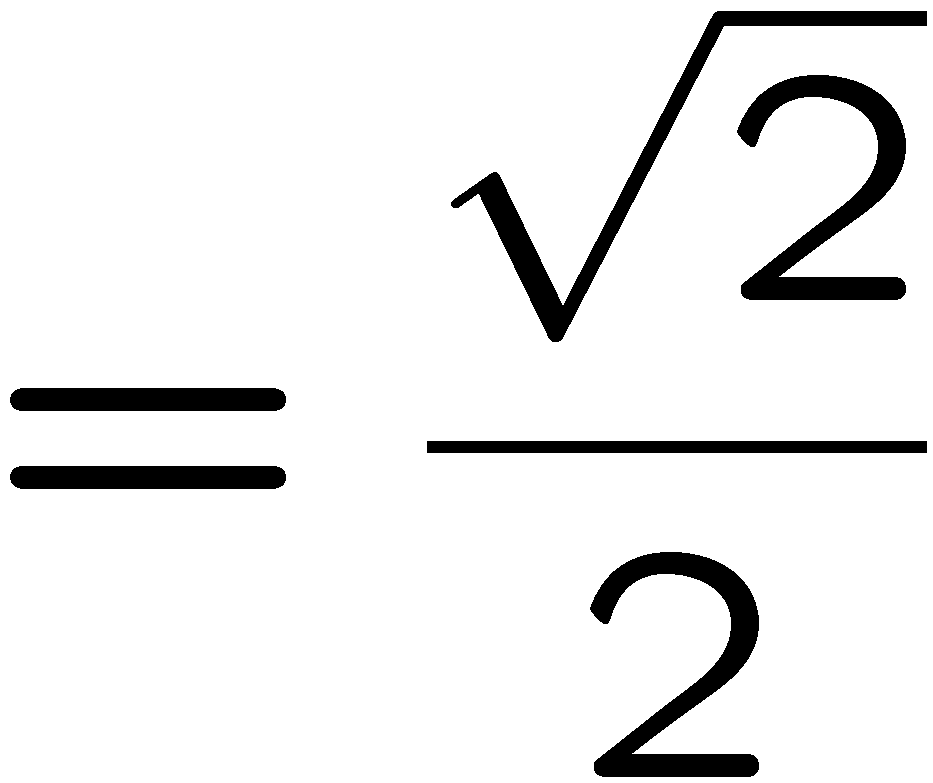 = √2/2